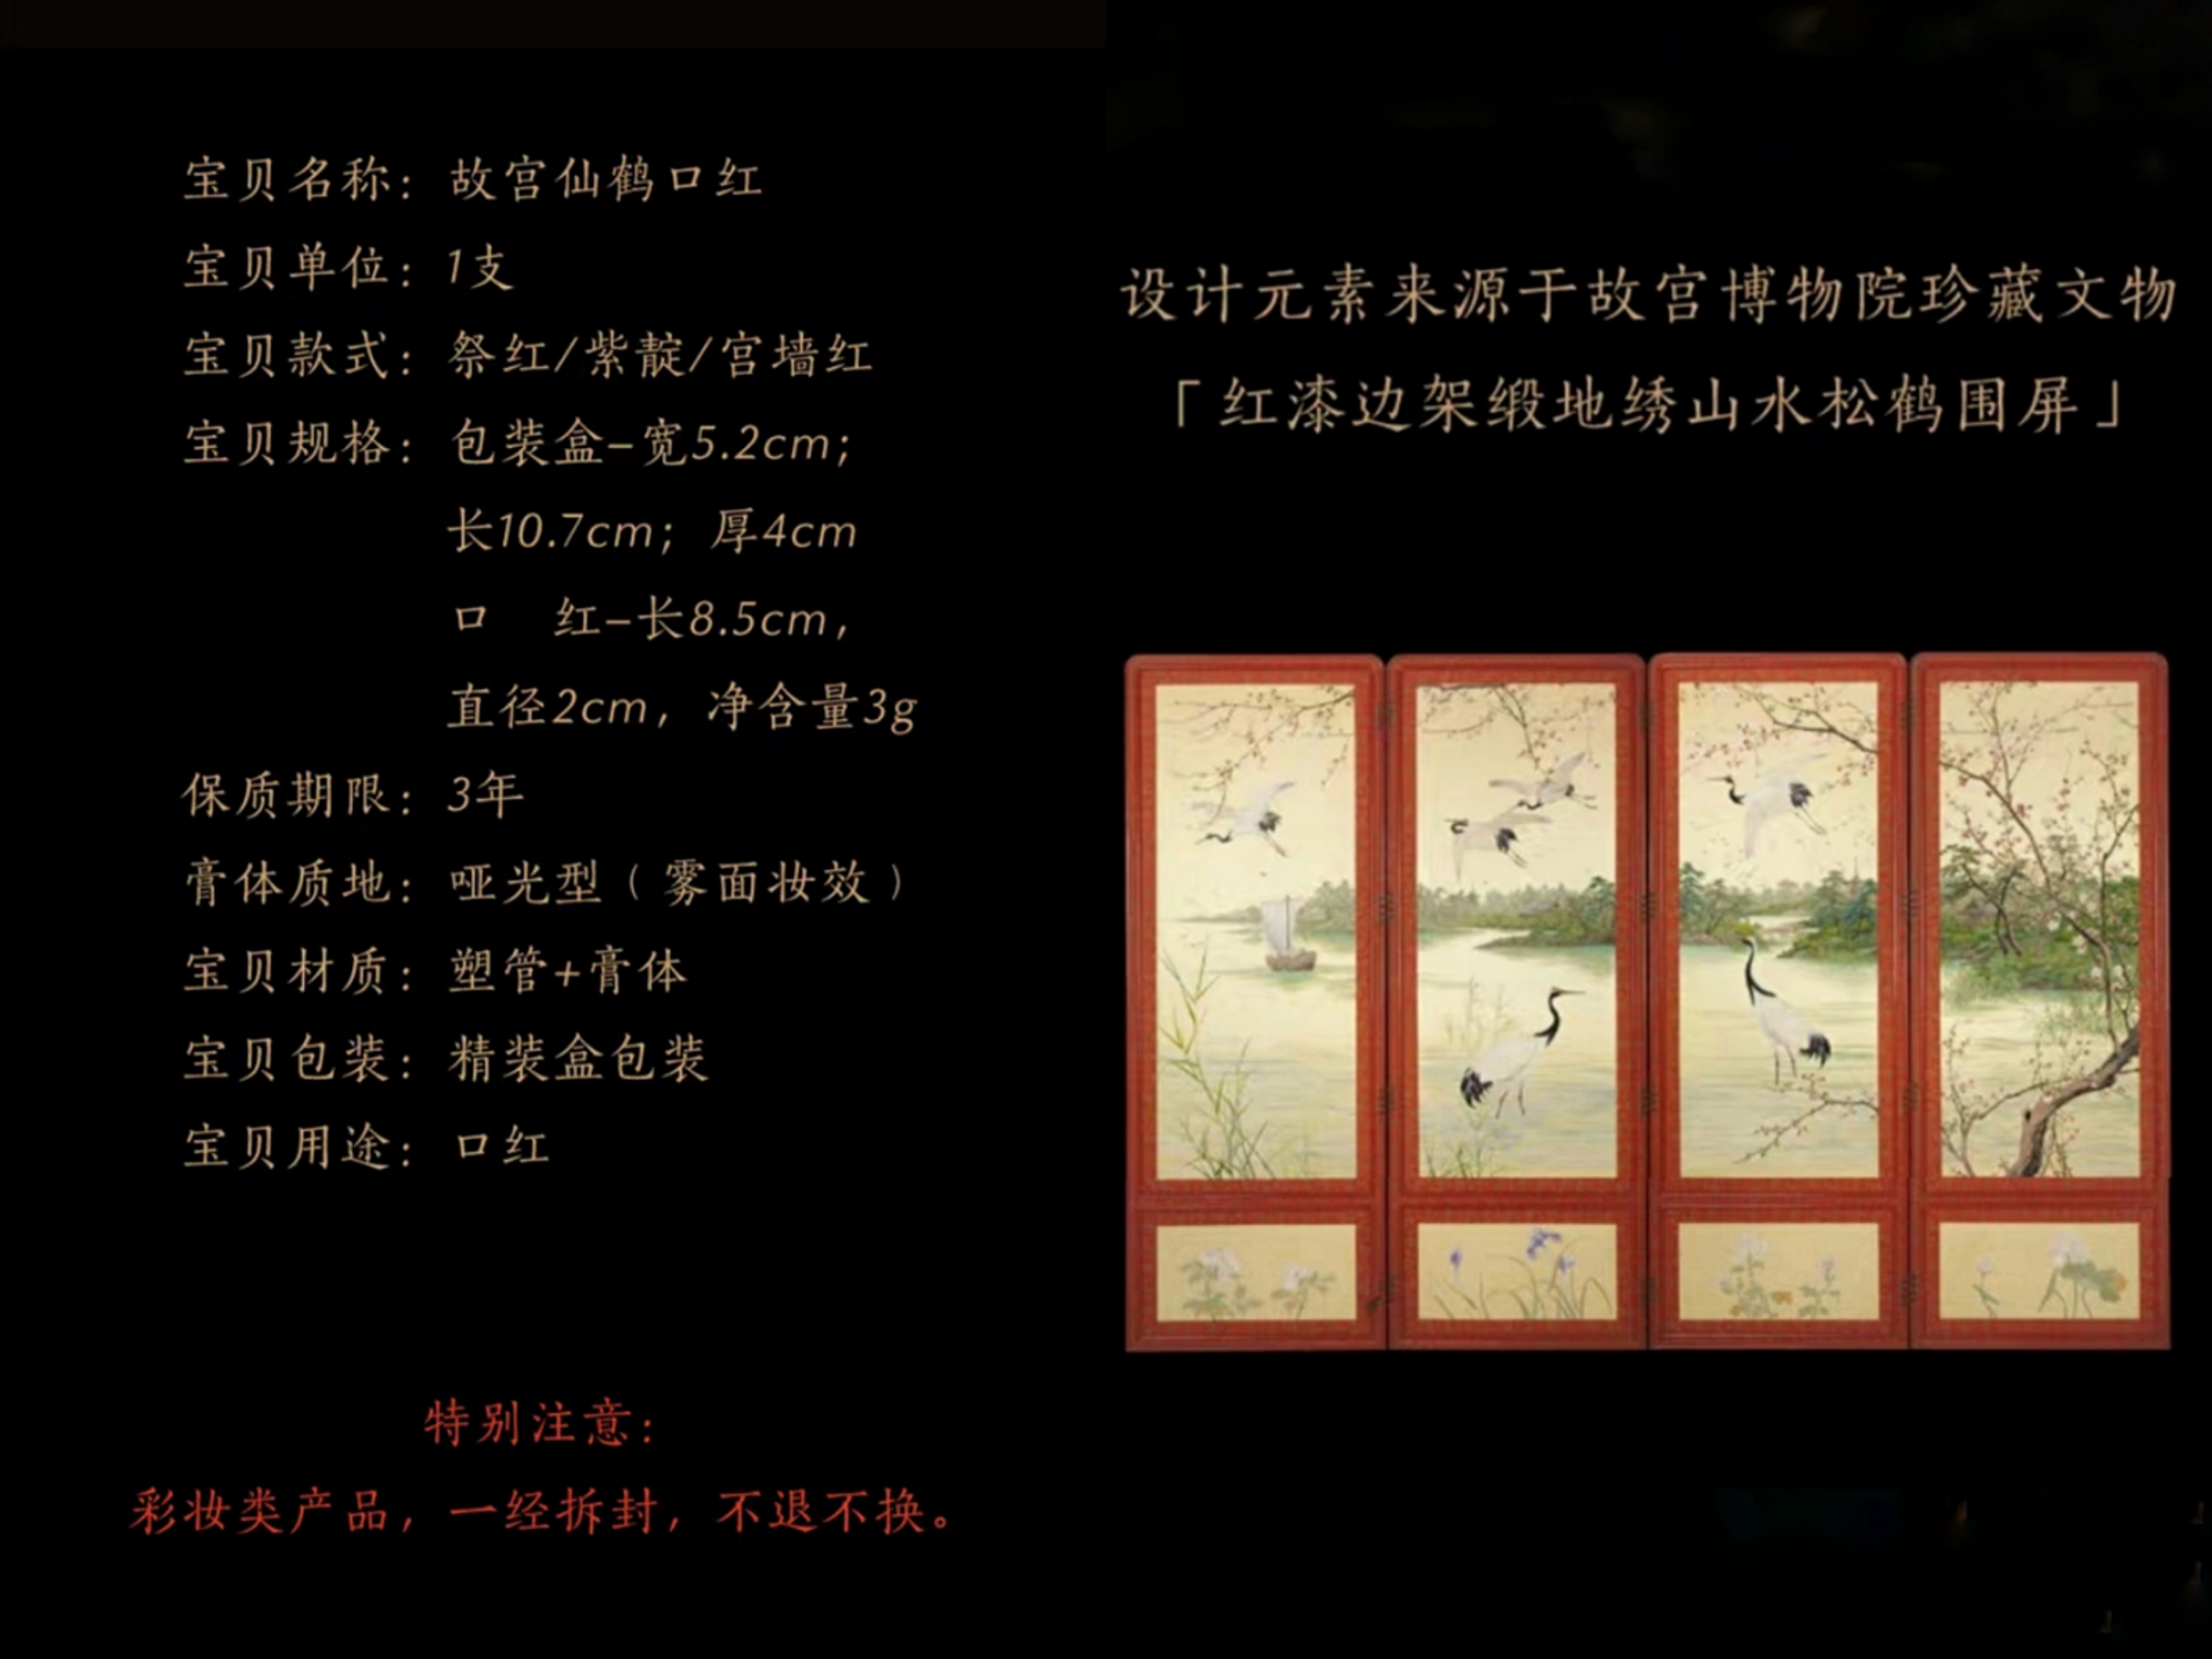 宝贝名称：故宫仙鹤口红
宝贝单位：1支
宝贝款式：祭红/紫靛/宫墙红
宝贝规格：包装盒-宽5.2cm；
长10.7cm；厚4cm
口 红-长8.5cm，
直径2cm，净含量3g
保质期限：3年
膏体质地：哑光型（雾面妆效）
宝贝材质：塑管+膏体
宝贝包装：精装盒包装
宝贝用途：口红
特别注意：
彩妆类产品，一经拆封，不退不换。
设计元素来源于故宫博物院珍藏文物
「红漆边架缎地绣山水松鹤围屏」